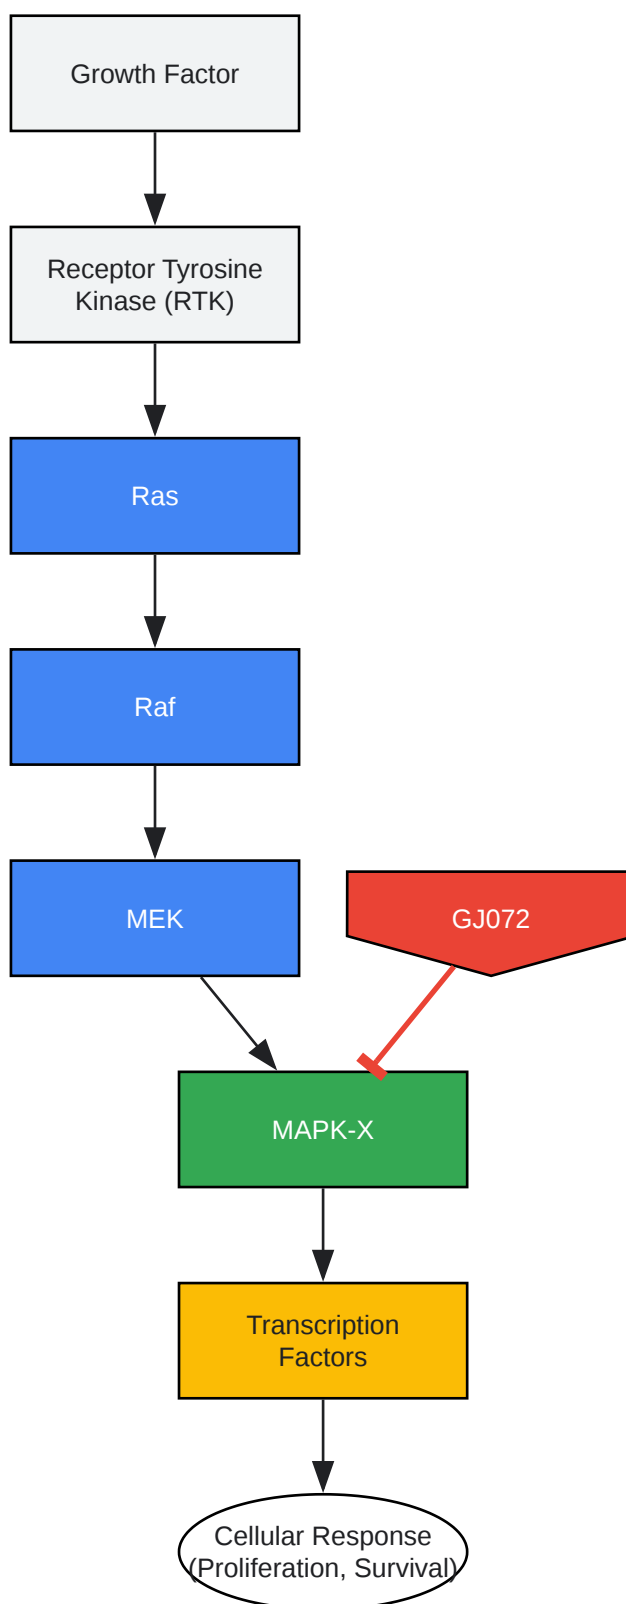 Growth Factor
Receptor Tyrosine
Kinase (RTK)
Ras
Raf
MEK
GJ072
MAPK-X
Transcription
Factors
Cellular Response
(Proliferation, Survival)